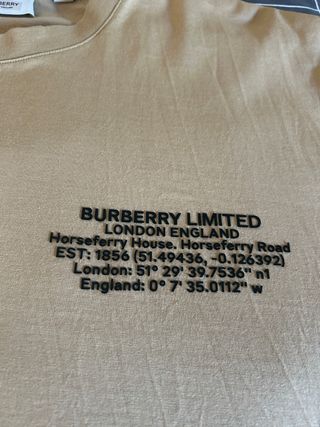 BURBERRY
BURBERRY LIMITED
LONDON ENGLAND
Horseferry House. Horseferry Road
EST: 1856 (51.49436, -0.126392)
London: 51° 29' 39.7536" n1
England: 0° 7' 35.0112" w